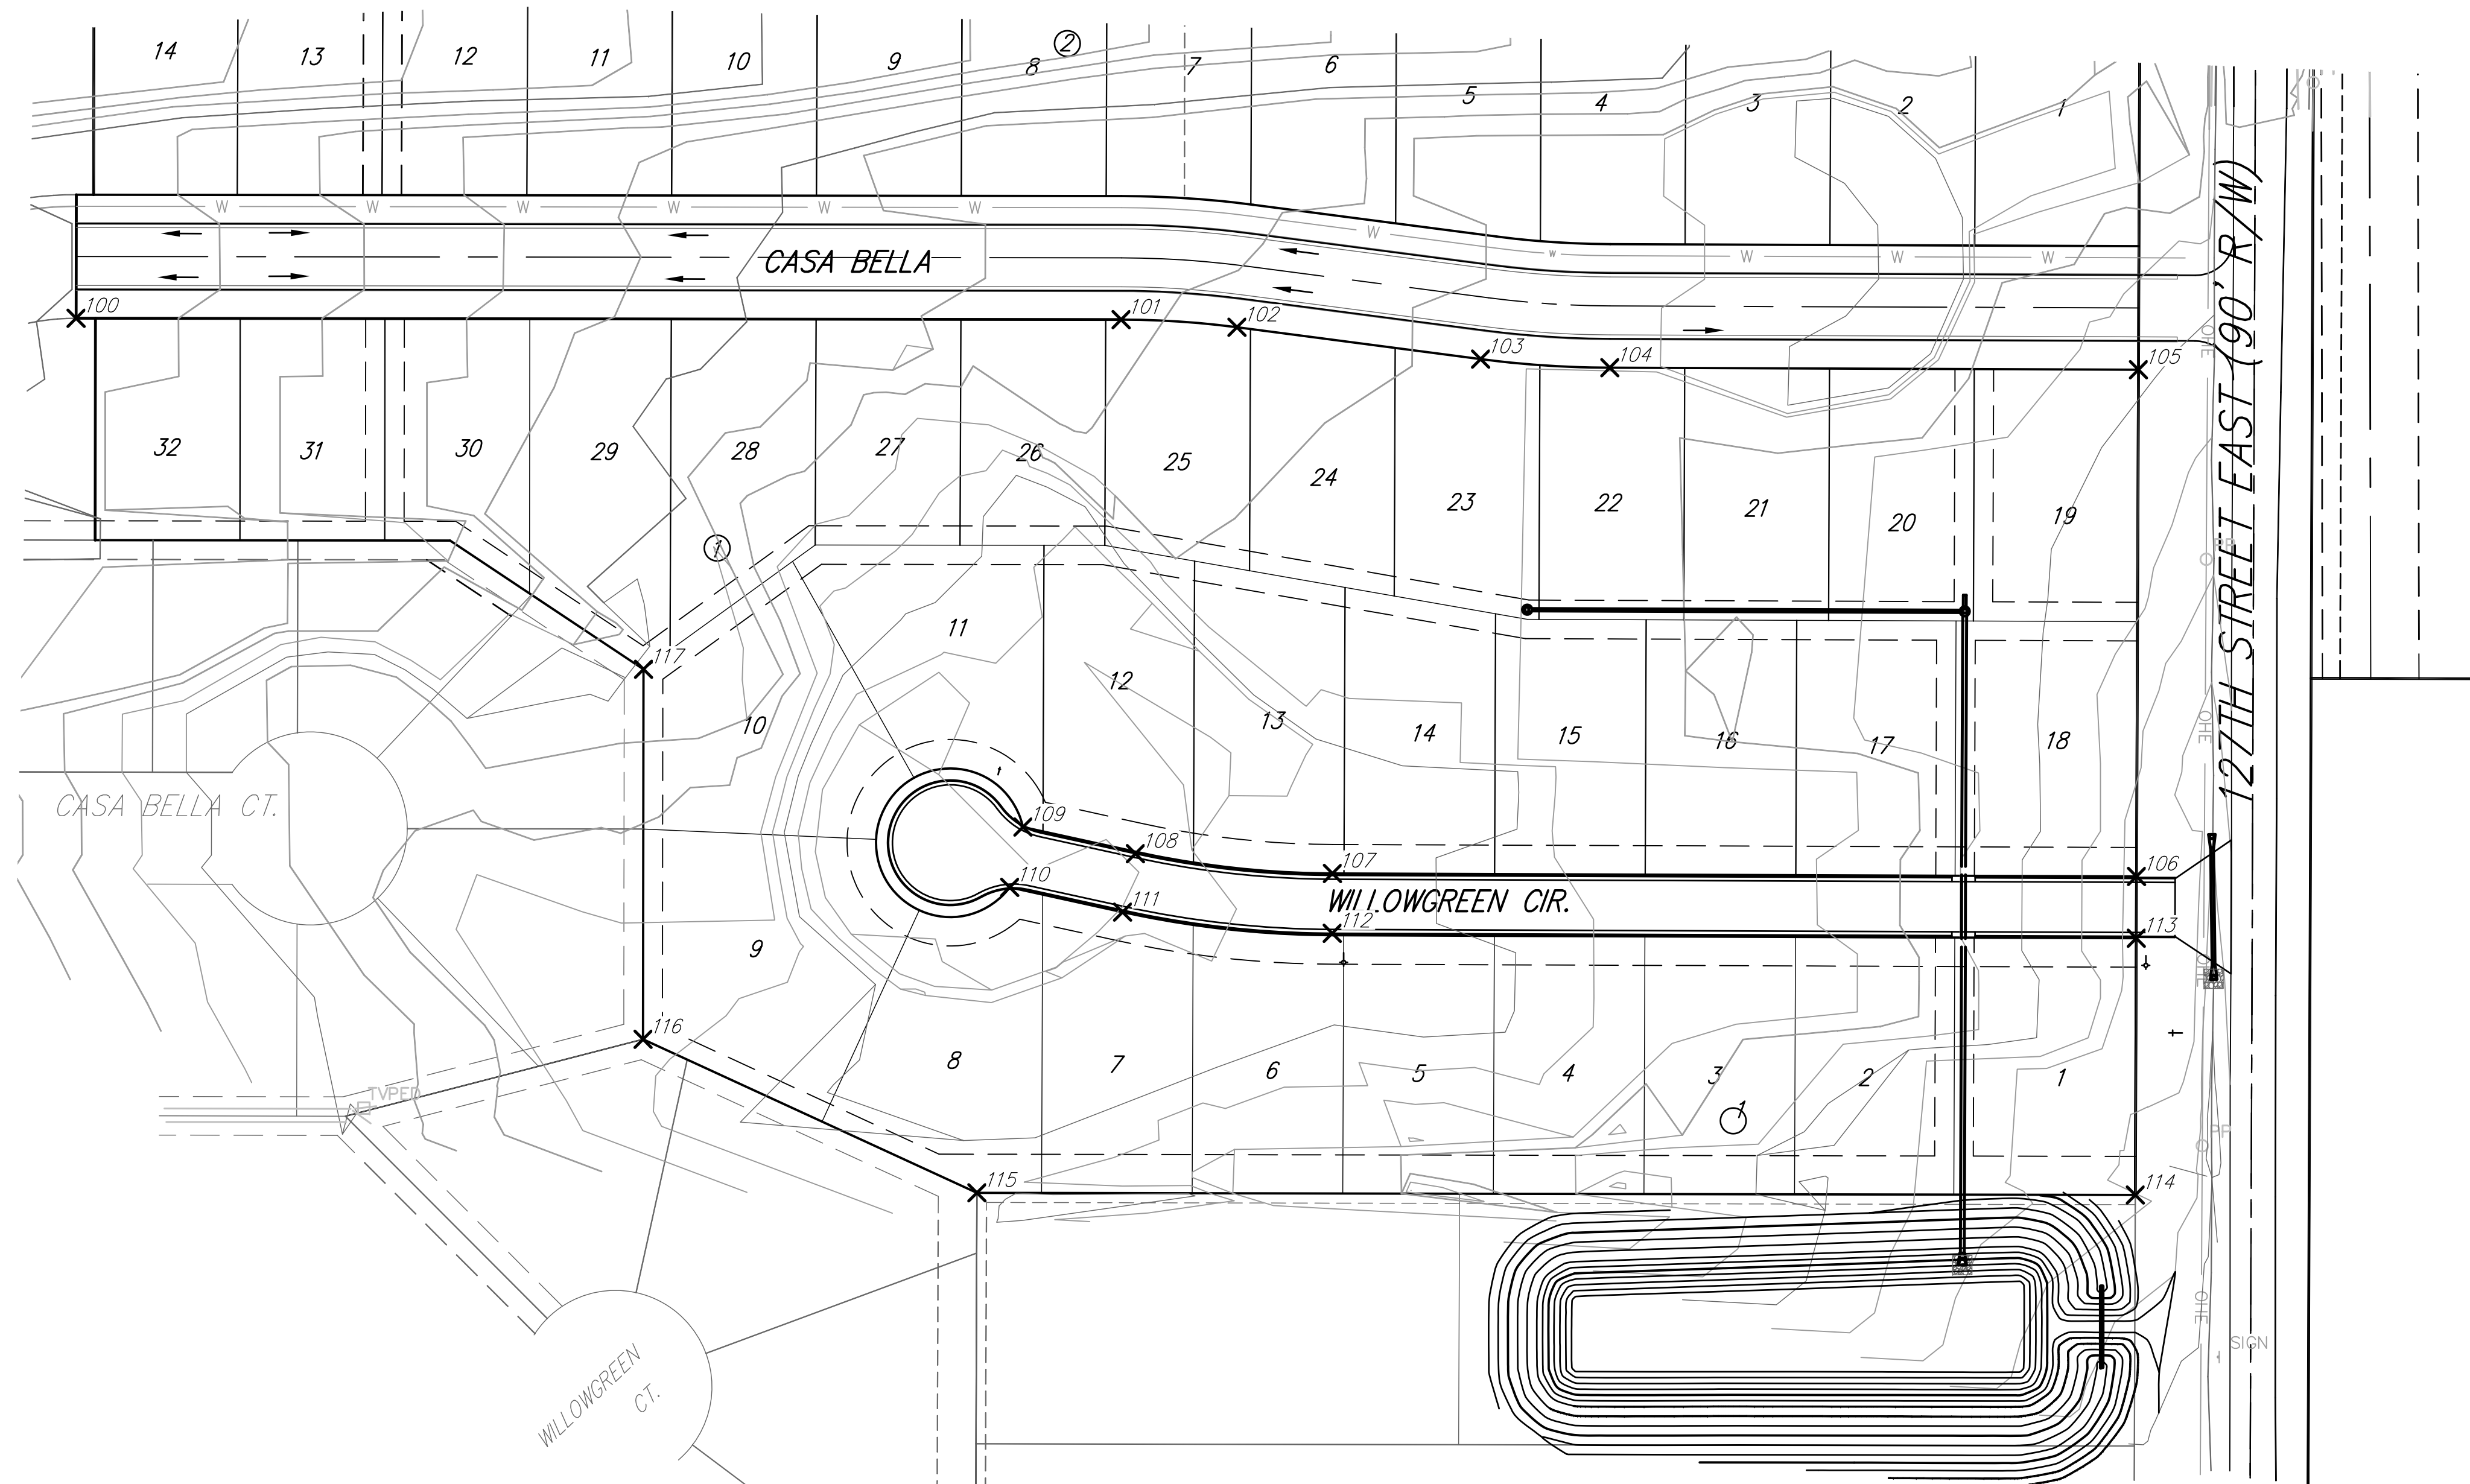 14 13 12 11 10 9 8 2 7 6 5 4 3 2 1
W W W W W W W W W W W
CASA BELLA
100 101 102 103 104 105
127TH STREET EAST (90' R/W)
OHE
32 31 30 29 28 27 26 25 24 23 22 21 20 19
1
PP
117
11 12 13 14 15 16 17 18
10
OHE
CASA BELLA CT.
109 108 107 106
110 111 112 113
WILLOWGREEN CIR.
9
OHE
116
8 7 6 5 4 3 2 1
1
TVPED
PP
115 114
OHE
SIGN
WILLOWGREEN
CT.